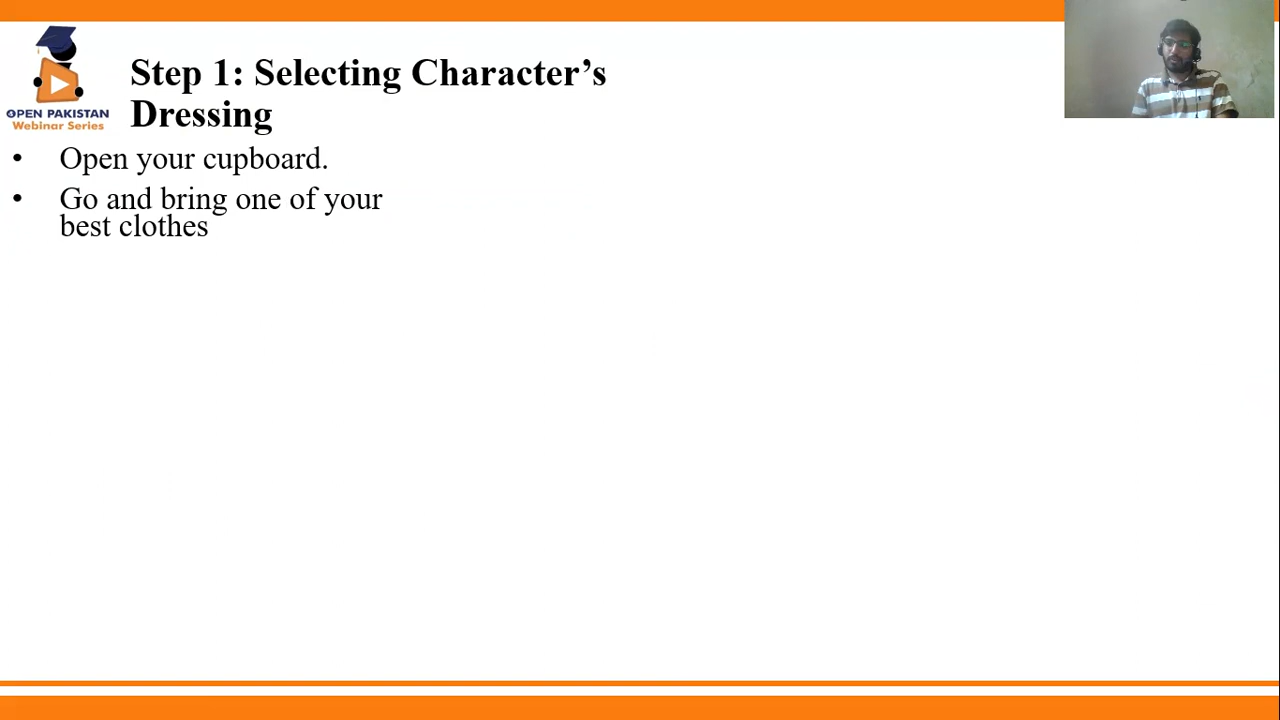 OPEN PAKISTAN
Webinar Series
Step 1: Selecting Character’s
Dressing
• Open your cupboard.
• Go and bring one of your
best clothes